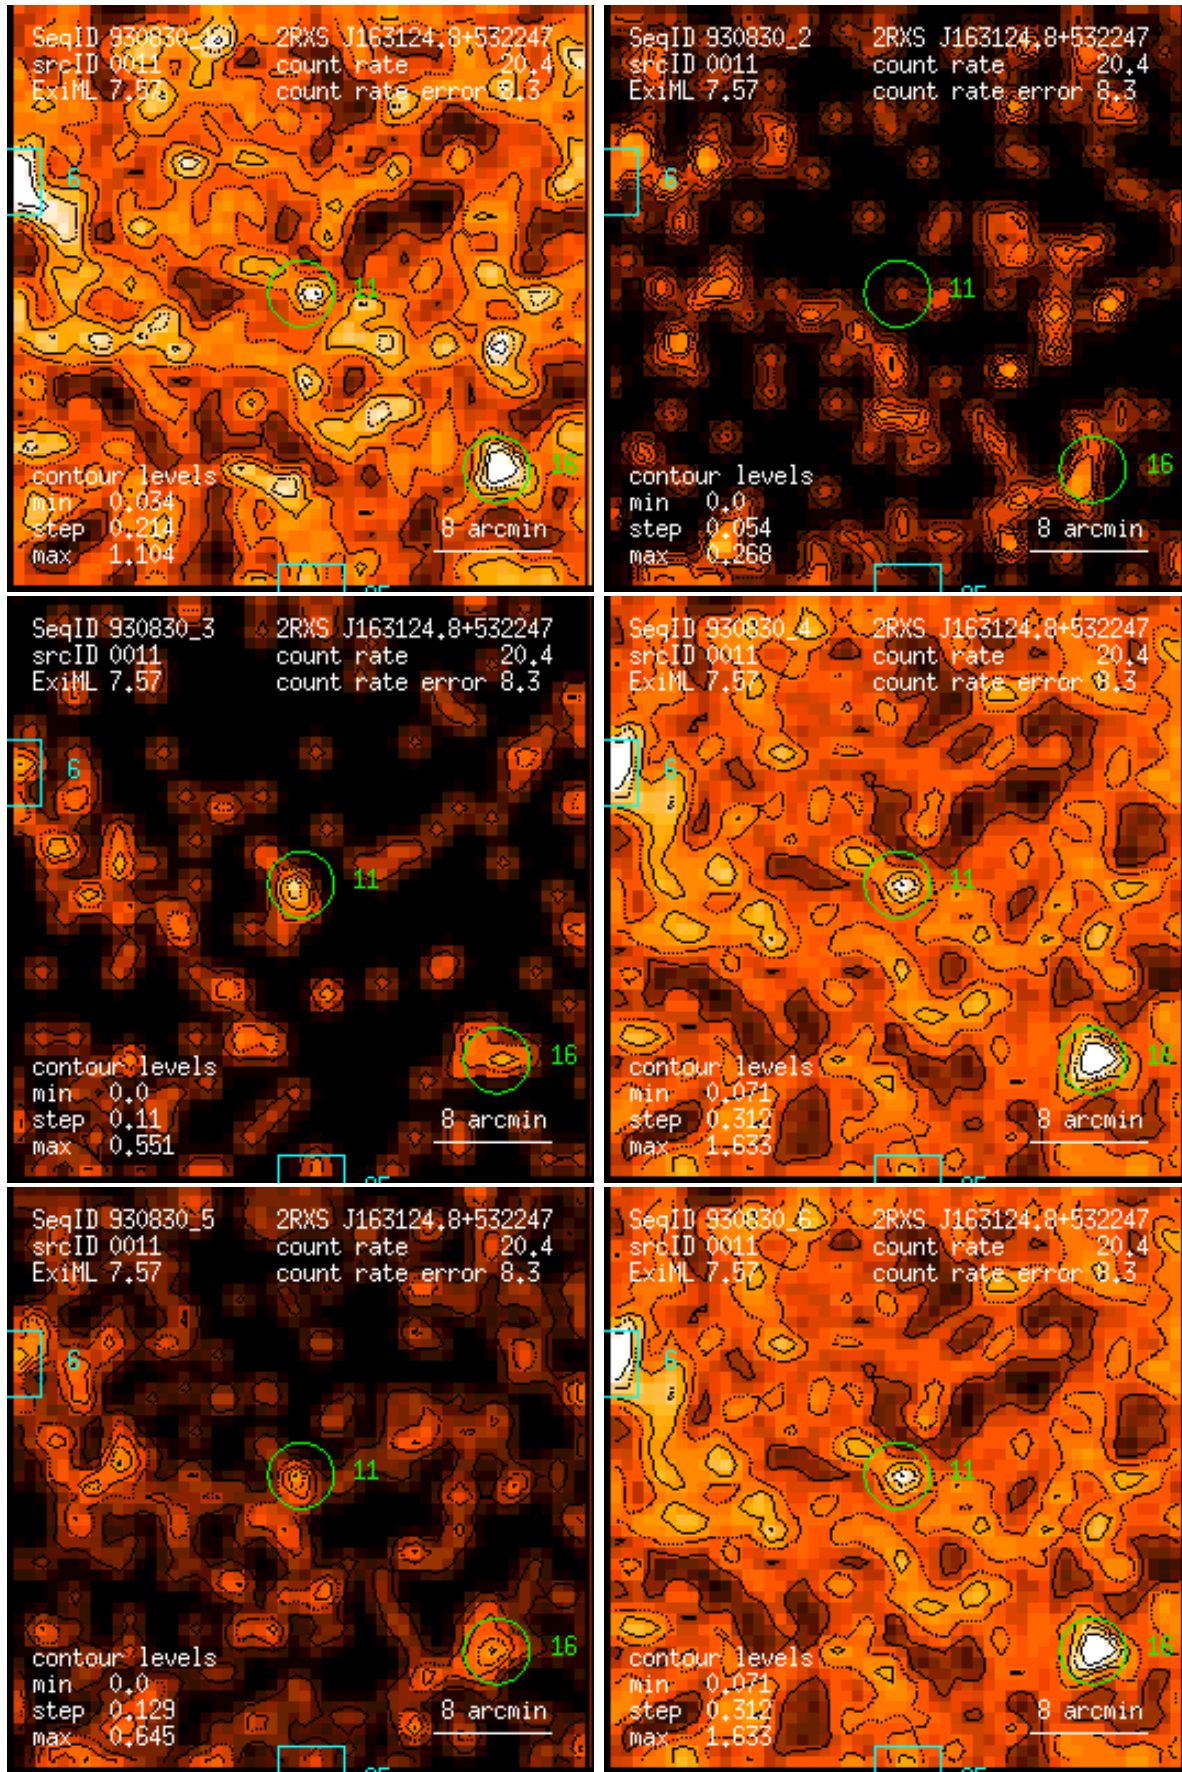 SeqID 930830_1 2RXS J163124.8+532247
srcID 0011 count rate 20.4
ExiML 7.57 count rate error 8.3
6
11
16
contour levels
min 0.034
step 0.214
max 1.104
8 arcmin
SeqID 930830_2 2RXS J163124.8+532247
srcID 0011 count rate 20.4
ExiML 7.57 count rate error 8.3
6
11
16
contour levels
min 0.0
step 0.054
max 0.268
8 arcmin
SeqID 930830_3 2RXS J163124.8+532247
srcID 0011 count rate 20.4
ExiML 7.57 count rate error 8.3
6
11
16
contour levels
min 0.0
step 0.11
max 0.551
8 arcmin
SeqID 930830_4 2RXS J163124.8+532247
srcID 0011 count rate 20.4
ExiML 7.57 count rate error 8.3
6
11
16
contour levels
min 0.071
step 0.312
max 1.633
8 arcmin
SeqID 930830_5 2RXS J163124.8+532247
srcID 0011 count rate 20.4
ExiML 7.57 count rate error 8.3
6
11
16
contour levels
min 0.0
step 0.129
max 0.645
8 arcmin
SeqID 930830_6 2RXS J163124.8+532247
srcID 0011 count rate 20.4
ExiML 7.57 count rate error 8.3
6
11
16
contour levels
min 0.071
step 0.312
max 1.633
8 arcmin